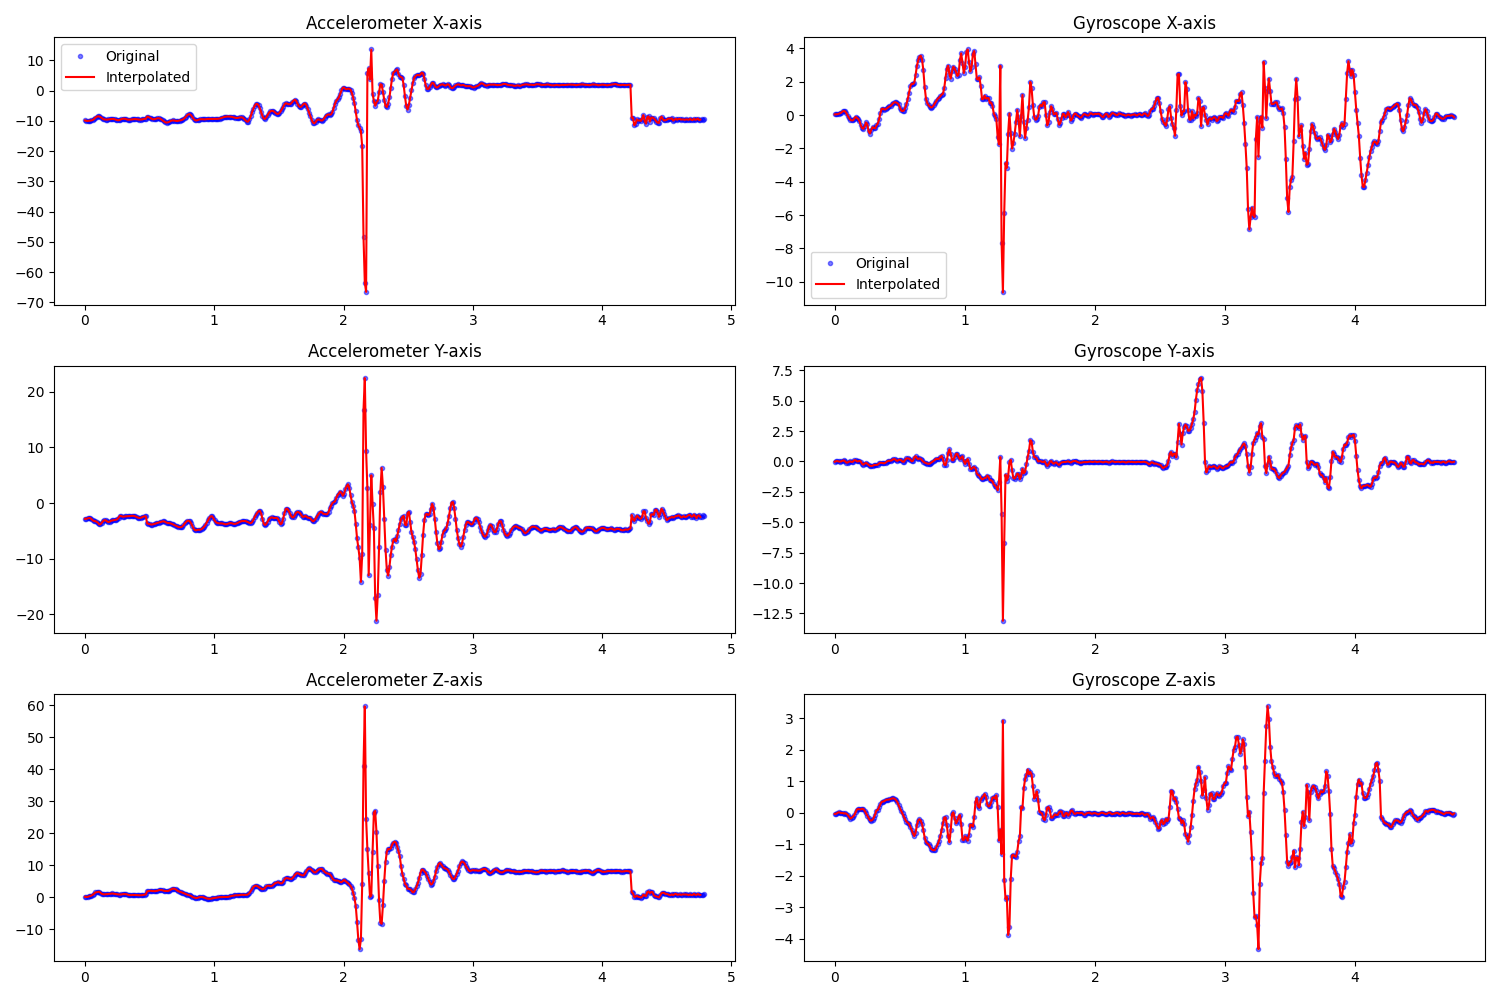 Accelerometer X-axis
10
0
−10
−20
−30
−40
−50
−60
−70
Original
Interpolated
0 1 2 3 4 5
Gyroscope X-axis
4
2
0
−2
−4
−6
−8
−10
Original
Interpolated
0 1 2 3 4
Accelerometer Y-axis
20
10
0
−10
−20
0 1 2 3 4 5
Gyroscope Y-axis
7.5
5.0
2.5
0.0
−2.5
−5.0
−7.5
−10.0
−12.5
0 1 2 3 4
Accelerometer Z-axis
60
50
40
30
20
10
0
−10
0 1 2 3 4 5
Gyroscope Z-axis
3
2
1
0
−1
−2
−3
−4
0 1 2 3 4